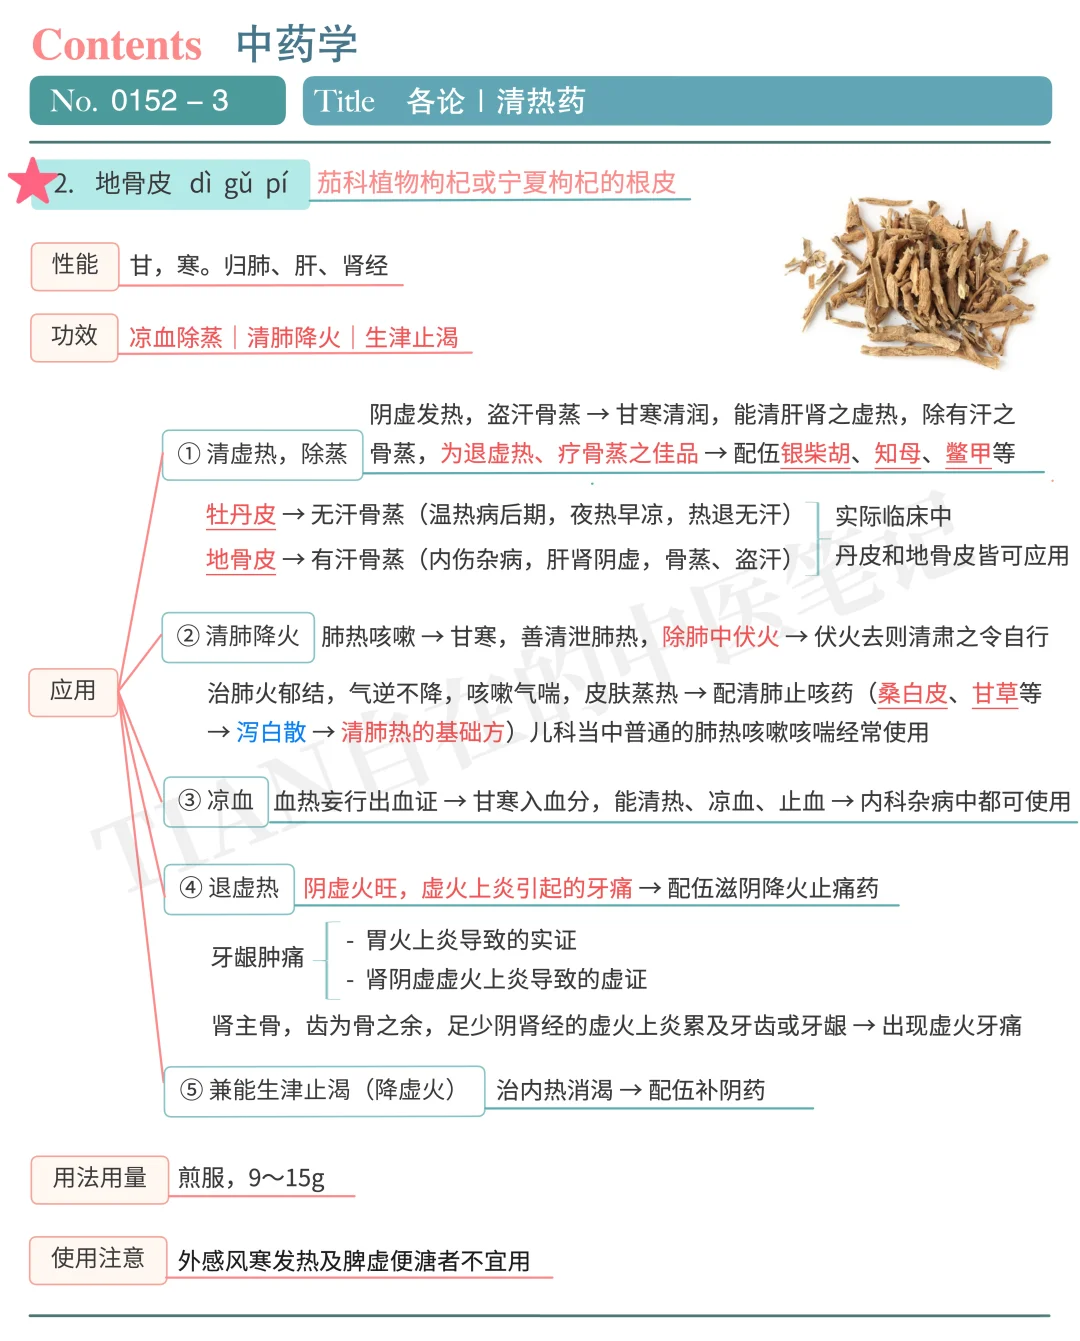 Contents 中药学
No. 0152 – 3
Title 各论 | 清热药
2. 地骨皮 dì gǔ pí 茄科植物枸杞或宁夏枸杞的根皮
性能 甘，寒。归肺、肝、肾经
功效 凉血除蒸｜清肺降火｜生津止渴
阴虚发热，盗汗骨蒸 → 甘寒清润，能清肝肾之虚热，除有汗之
① 清虚热，除蒸 骨蒸，为退虚热、疗骨蒸之佳品 → 配伍银柴胡、知母、鳖甲等
牡丹皮 → 无汗骨蒸（温热病后期，夜热早凉，热退无汗）
地骨皮 → 有汗骨蒸（内伤杂病，肝肾阴虚，骨蒸、盗汗）
实际临床中
丹皮和地骨皮皆可应用
② 清肺降火 肺热咳嗽 → 甘寒，善清泄肺热，除肺中伏火 → 伏火去则清肃之令自行
应用
治肺火郁结，气逆不降，咳嗽气喘，皮肤蒸热 → 配清肺止咳药（桑白皮、甘草等
→ 泻白散 → 清肺热的基础方）儿科当中普通的肺热咳嗽咳喘经常使用
③ 凉血 血热妄行出血证 → 甘寒入血分，能清热、凉血、止血 → 内科杂病中都可使用
④ 退虚热 阴虚火旺，虚火上炎引起的牙痛 → 配伍滋阴降火止痛药
牙龈肿痛
- 胃火上炎导致的实证
- 肾阴虚虚火上炎导致的虚证
肾主骨，齿为骨之余，足少阴肾经的虚火上炎累及牙齿或牙龈 → 出现虚火牙痛
⑤ 兼能生津止渴（降虚火） 治内热消渴 → 配伍补阴药
用法用量 煎服，9～15g
使用注意 外感风寒发热及脾虚便溏者不宜用
TIAN自在的中医笔记